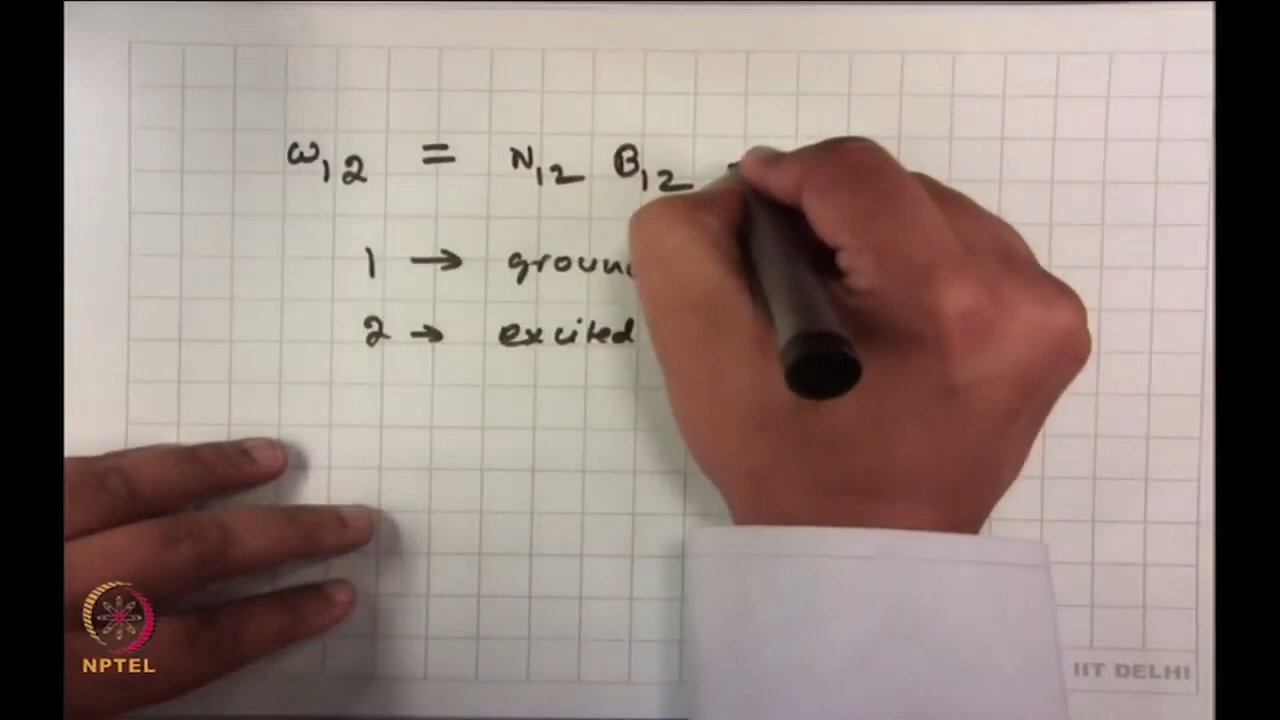 ω₁₂ = N₁₂ B₁₂
1 → groun
2 → excited
NPTEL
IIT DELHI